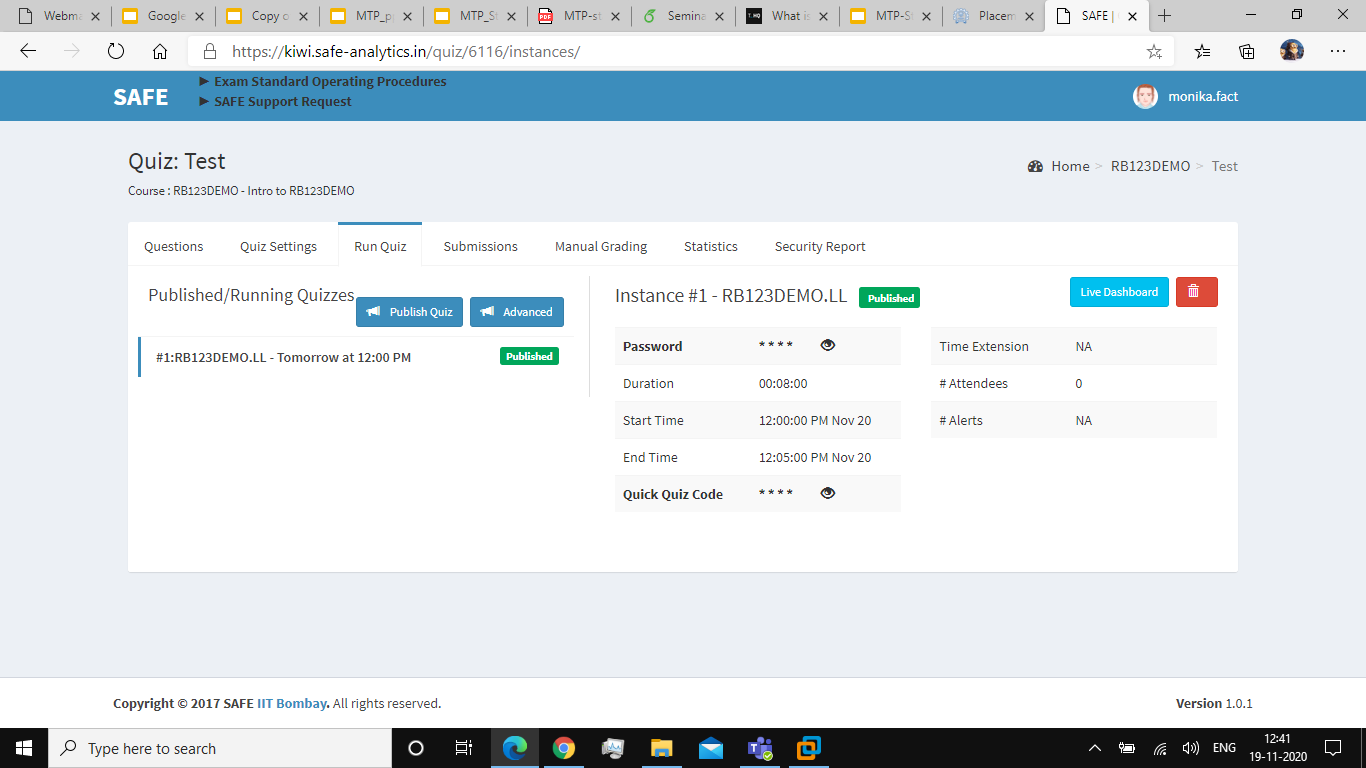 Webma
Google
Copy o
MTP_p
MTP_S
MTP-st
Semina
What is
MTP-St
Placem
SAFE |
https://kiwi.safe-analytics.in/quiz/6116/instances/
SAFE
► Exam Standard Operating Procedures
► SAFE Support Request
monika.fact
Quiz: Test
Home > RB123DEMO > Test
Course : RB123DEMO - Intro to RB123DEMO
Questions
Quiz Settings
Run Quiz
Submissions
Manual Grading
Statistics
Security Report
Published/Running Quizzes
Publish Quiz
Advanced
#1:RB123DEMO.LL - Tomorrow at 12:00 PM
Published
Instance #1 - RB123DEMO.LL
Published
Live Dashboard
Password * * * *
Duration 00:08:00
Start Time 12:00:00 PM Nov 20
End Time 12:05:00 PM Nov 20
Quick Quiz Code * * * *
Time Extension NA
# Attendees 0
# Alerts NA
Copyright © 2017 SAFE IIT Bombay. All rights reserved.
Version 1.0.1
Type here to search
ENG
12:41
19-11-2020